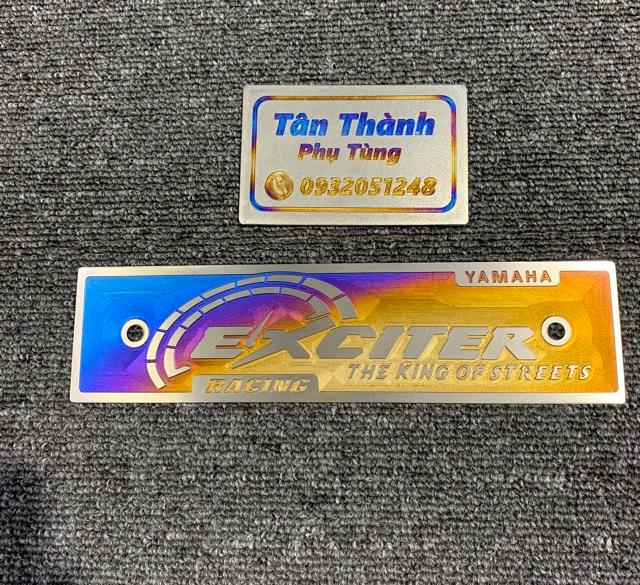 Tân Thành
Phụ Tùng
0932051248
YAMAHA
EXCITER
THE KING OF STREETS
RACING